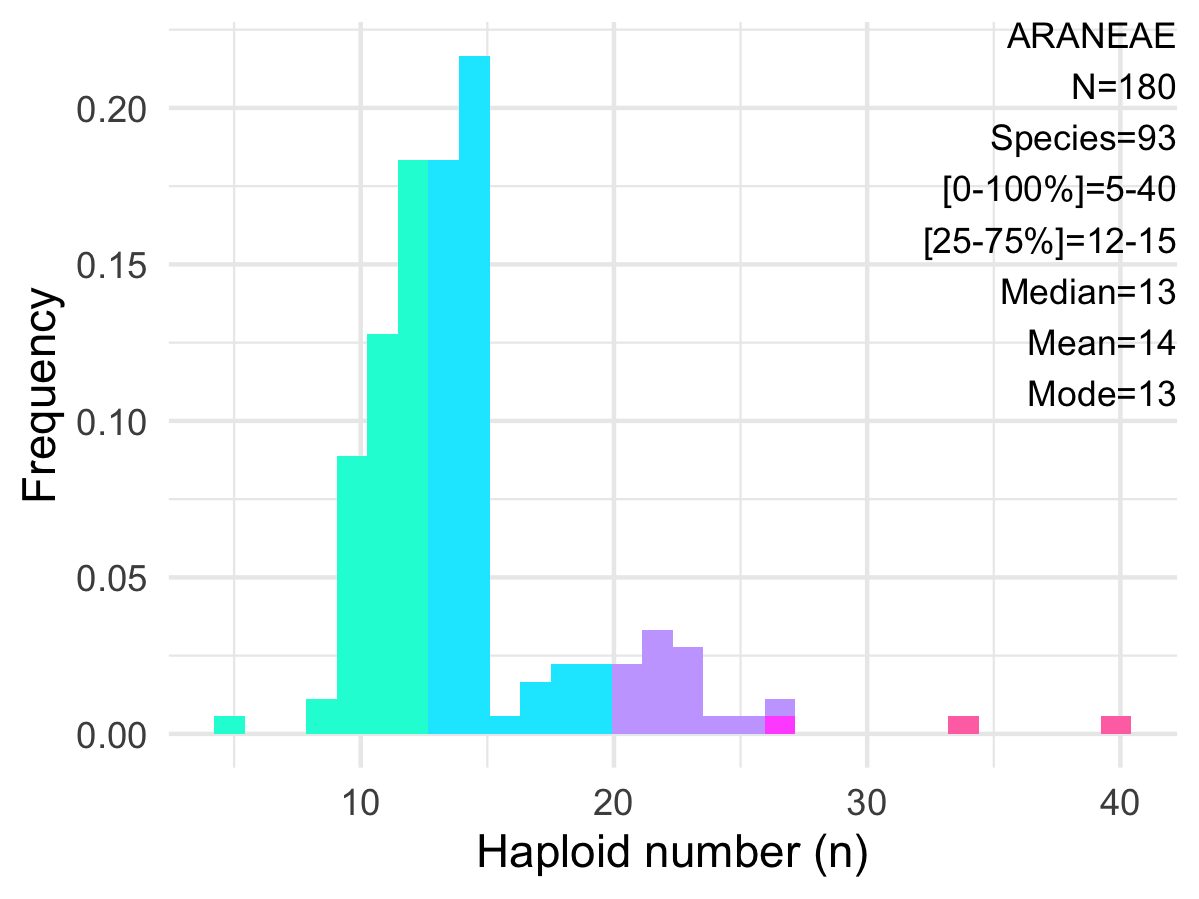 ARANEAE
N=180
Species=93
[0-100%]=5-40
[25-75%]=12-15
Median=13
Mean=14
Mode=13
0.20
0.15
0.10
0.05
0.00
Frequency
10 20 30 40
Haploid number (n)